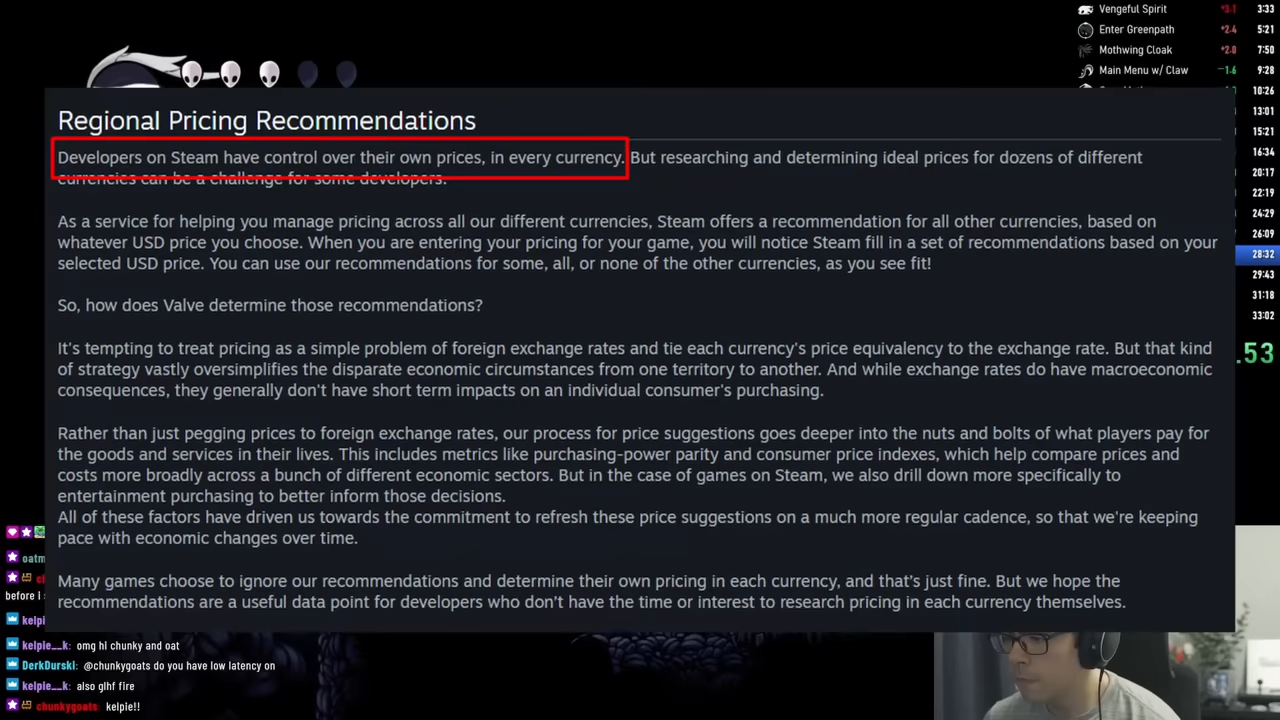 Vengeful Spirit +3.1 3:33
Enter Greenpath +2.4 5:21
Mothwing Cloak +2.0 7:50
Main Menu w/ Claw -1.6 9:28
10:26
13:01
15:21
16:34
20:17
22:19
24:29
26:09
28:32
29:43
31:18
33:02
.53
Regional Pricing Recommendations
Developers on Steam have control over their own prices, in every currency. But researching and determining ideal prices for dozens of different
currencies can be a challenge for some developers.
As a service for helping you manage pricing across all our different currencies, Steam offers a recommendation for all other currencies, based on
whatever USD price you choose. When you are entering your pricing for your game, you will notice Steam fill in a set of recommendations based on your
selected USD price. You can use our recommendations for some, all, or none of the other currencies, as you see fit!
So, how does Valve determine those recommendations?
It's tempting to treat pricing as a simple problem of foreign exchange rates and tie each currency's price equivalency to the exchange rate. But that kind
of strategy vastly oversimplifies the disparate economic circumstances from one territory to another. And while exchange rates do have macroeconomic
consequences, they generally don't have short term impacts on an individual consumer's purchasing.
Rather than just pegging prices to foreign exchange rates, our process for price suggestions goes deeper into the nuts and bolts of what players pay for
the goods and services in their lives. This includes metrics like purchasing-power parity and consumer price indexes, which help compare prices and
costs more broadly across a bunch of different economic sectors. But in the case of games on Steam, we also drill down more specifically to
entertainment purchasing to better inform those decisions.
All of these factors have driven us towards the commitment to refresh these price suggestions on a much more regular cadence, so that we're keeping
pace with economic changes over time.
Many games choose to ignore our recommendations and determine their own pricing in each currency, and that's just fine. But we hope the
recommendations are a useful data point for developers who don't have the time or interest to research pricing in each currency themselves.
oatm
before i
kelpi
kelpie__k: omg hi chunky and oat
DerkDurski: @chunkygoats do you have low latency on
kelpie__k: also glhf fire
chunkygoats: kelpie!!